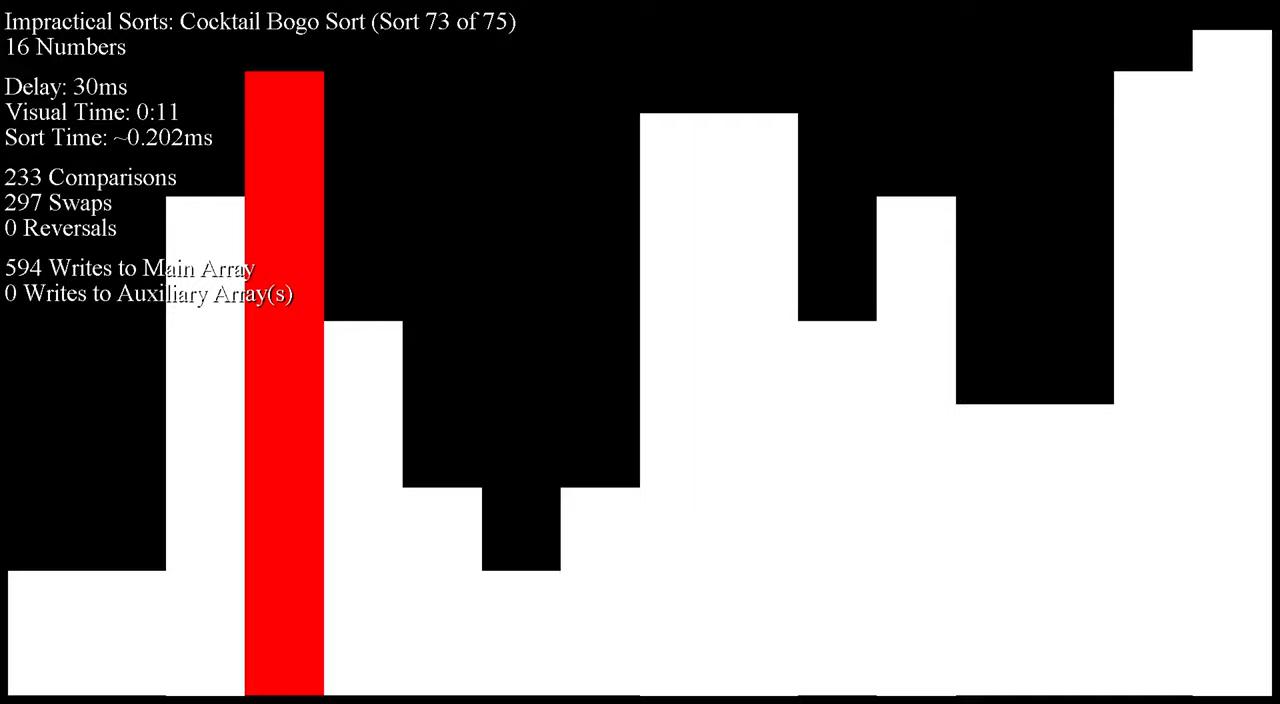 Impractical Sorts: Cocktail Bogo Sort (Sort 73 of 75)
16 Numbers
Delay: 30ms
Visual Time: 0:11
Sort Time: ~0.202ms
233 Comparisons
297 Swaps
0 Reversals
594 Writes to Main Array
0 Writes to Auxiliary Array(s)